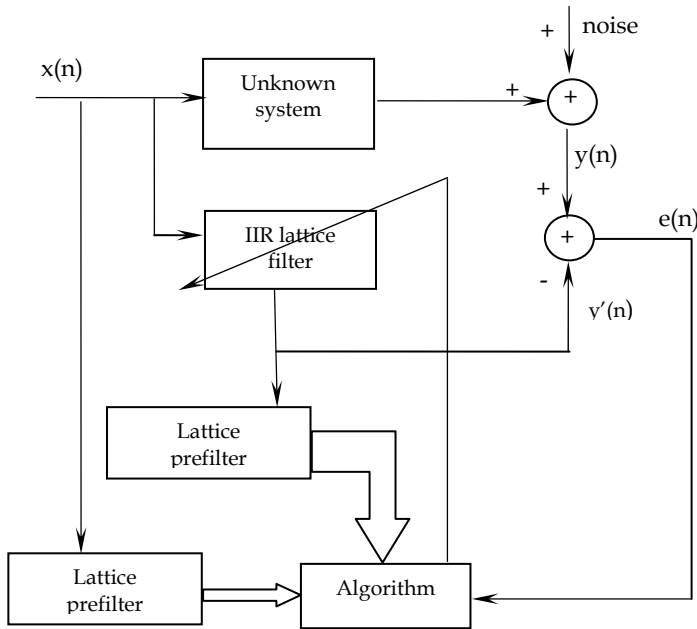 + noise
x(n)
Unknown
system
+ +
y(n)
+
e(n)
IIR lattice
filter
+
-
y'(n)
Lattice
prefilter
Lattice
prefilter
Algorithm